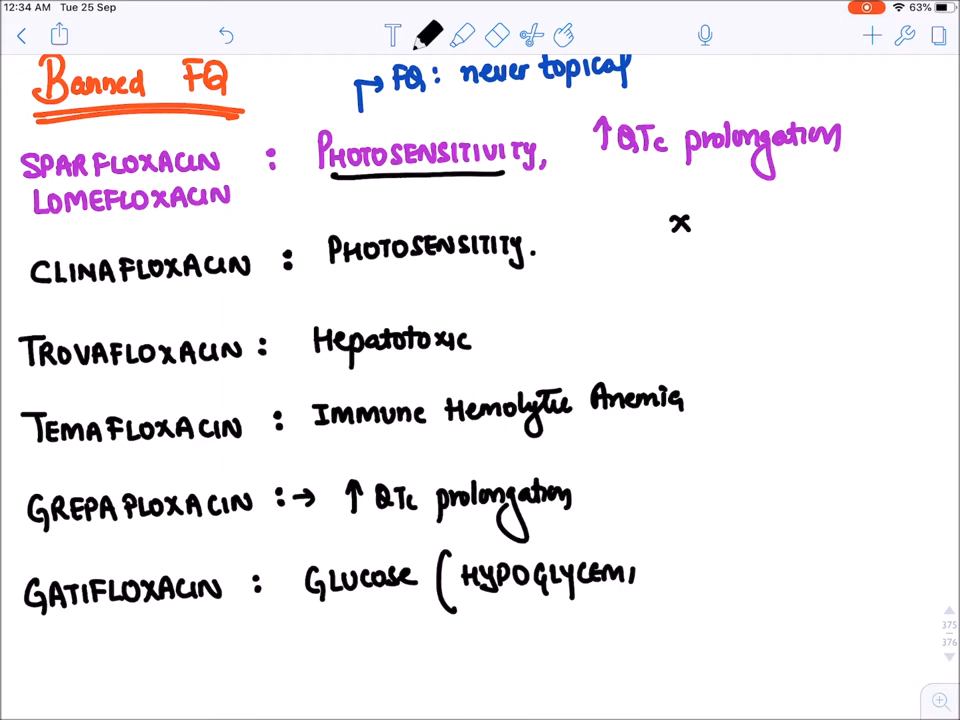 12:34 AM Tue 25 Sep
63%
T
Banned FQ
FQ: never topical
SPARFLOXACIN : PHOTOSENSITIVITY, ↑QTc prolongation
LOMEFLOXACIN
x
CLINAFLOXACIN : PHOTOSENSITITY.
TROVAFLOXACIN : Hepatotoxic
TEMAFLOXACIN : Immune Hemolytic Anemia
GREPAFLOXACIN :→ ↑ QTc prolongation
GATIFLOXACIN : GLUCOSE (HYPOGLYCEMI
375
376